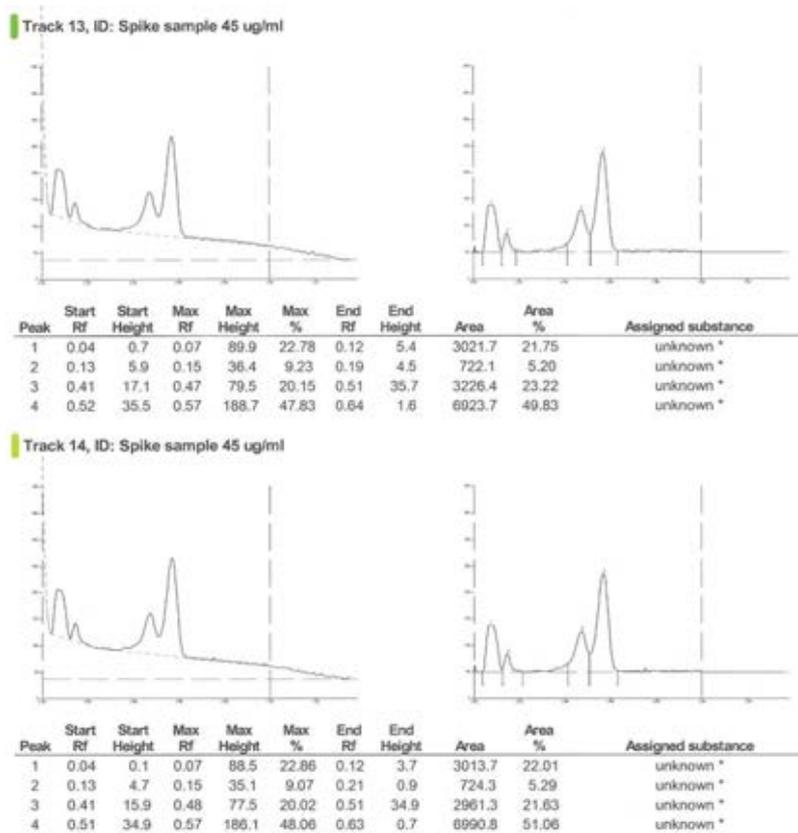 Track 13, ID: Spike sample 45 ug/ml
Peak Start Rf Start Height Max Rf Max Height Max % End Rf End Height Area Area % Assigned substance
1 0.04 0.7 0.07 89.9 22.78 0.12 5.4 3021.7 21.75 unknown *
2 0.13 5.9 0.15 36.4 9.23 0.19 4.5 722.1 5.20 unknown *
3 0.41 17.1 0.47 79.5 20.15 0.51 35.7 3226.4 23.22 unknown *
4 0.52 35.5 0.57 188.7 47.83 0.64 1.6 6923.7 49.83 unknown *
Track 14, ID: Spike sample 45 ug/ml
Peak Start Rf Start Height Max Rf Max Height Max % End Rf End Height Area Area % Assigned substance
1 0.04 0.1 0.07 88.5 22.86 0.12 3.7 3013.7 22.01 unknown *
2 0.13 4.7 0.15 35.1 9.07 0.21 0.9 724.3 5.29 unknown *
3 0.41 15.9 0.48 77.5 20.02 0.51 34.9 2961.3 21.63 unknown *
4 0.51 34.9 0.57 186.1 48.06 0.63 0.7 6990.8 51.06 unknown *